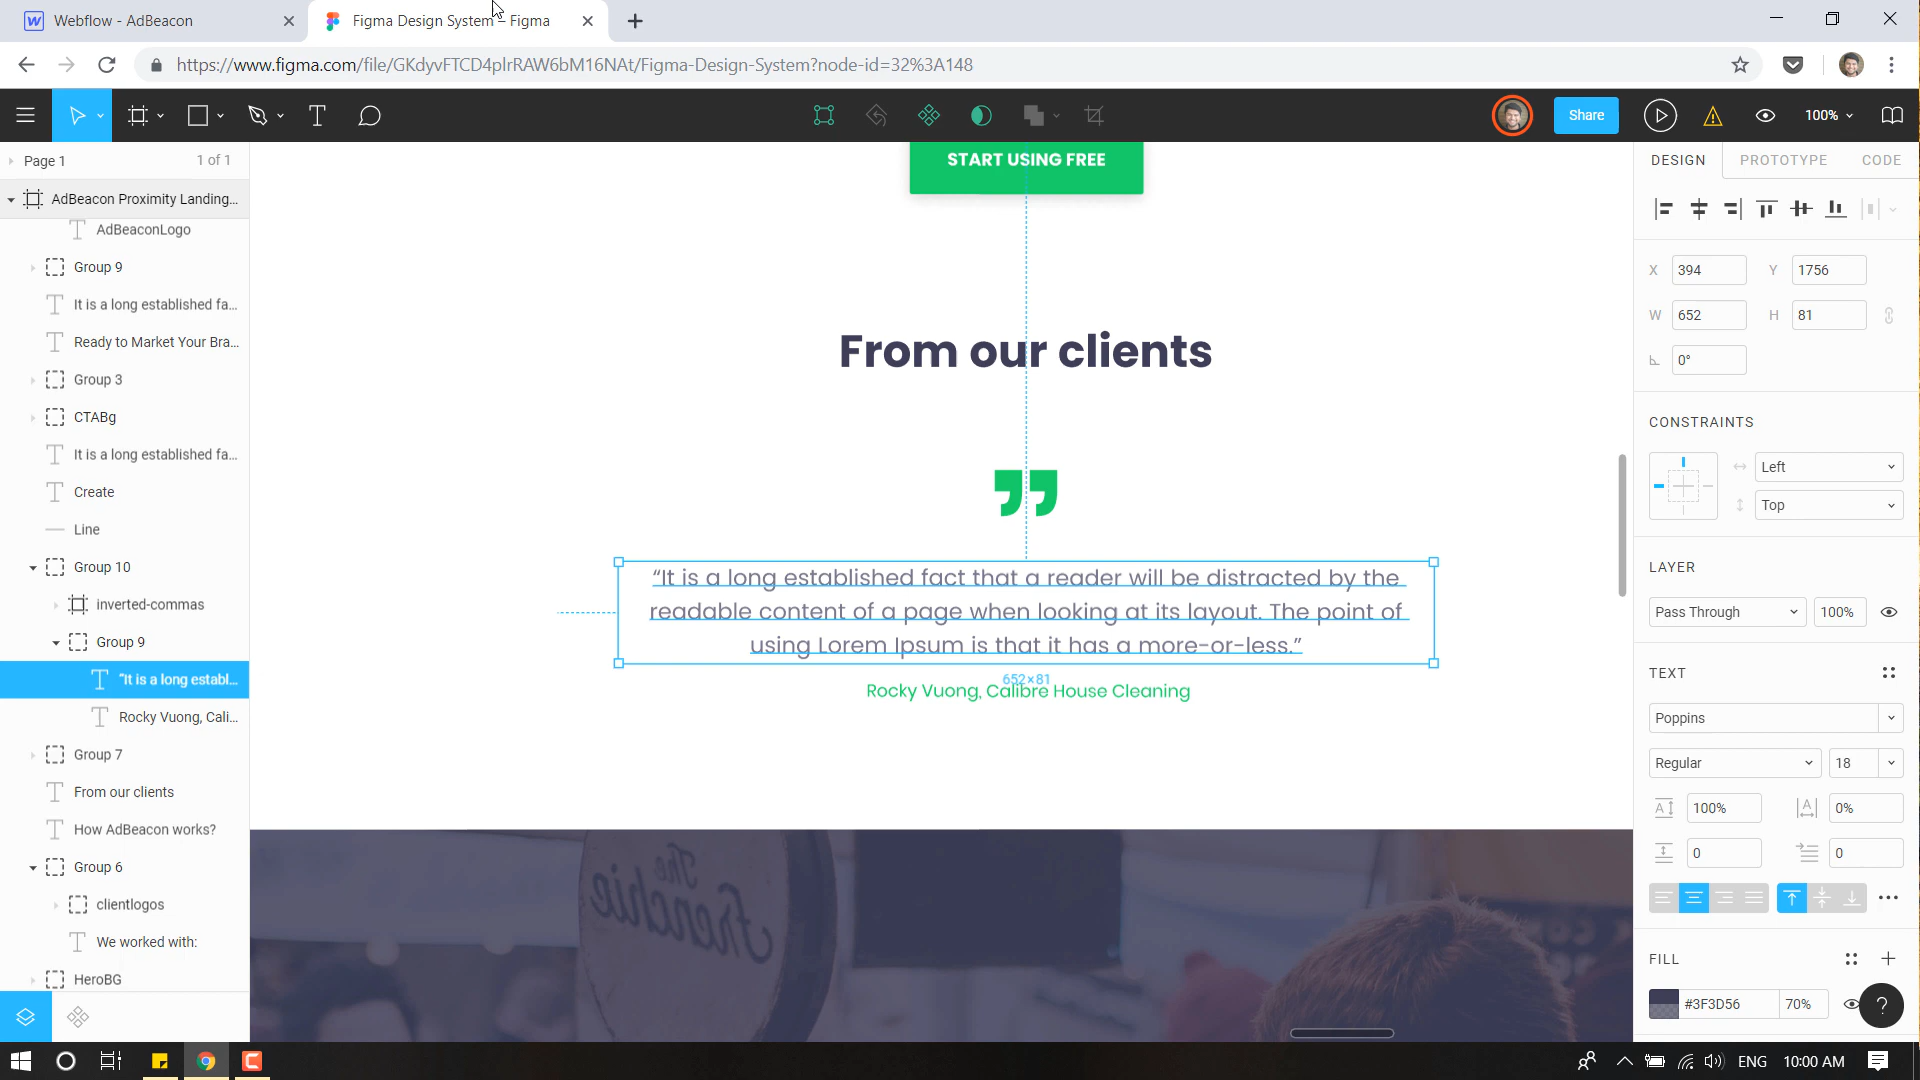 Webflow - AdBeacon
Figma Design System – Figma
https://www.figma.com/file/GKdyvFTCD4plrRAW6bM16NAt/Figma-Design-System?node-id=32%3A148
Share
100%
Page 1
1 of 1
AdBeacon Proximity Landing...
AdBeaconLogo
Group 9
It is a long established fa...
Ready to Market Your Bra...
Group 3
CTABg
It is a long established fa...
Create
Line
Group 10
inverted-commas
Group 9
“It is a long establ...
Rocky Vuong, Cali...
Group 7
From our clients
How AdBeacon works?
Group 6
clientlogos
We worked with:
HeroBG
START USING FREE
From our clients
“It is a long established fact that a reader will be distracted by the
readable content of a page when looking at its layout. The point of
using Lorem Ipsum is that it has a more-or-less.”
652×81
Rocky Vuong, Calibre House Cleaning
The
Frenchie
DESIGN
PROTOTYPE
CODE
X 394 Y 1756
W 652 H 81
0°
CONSTRAINTS
Left
Top
LAYER
Pass Through 100%
TEXT
Poppins
Regular 18
100% 0%
0 0
FILL
#3F3D56 70%
?
ENG 10:00 AM